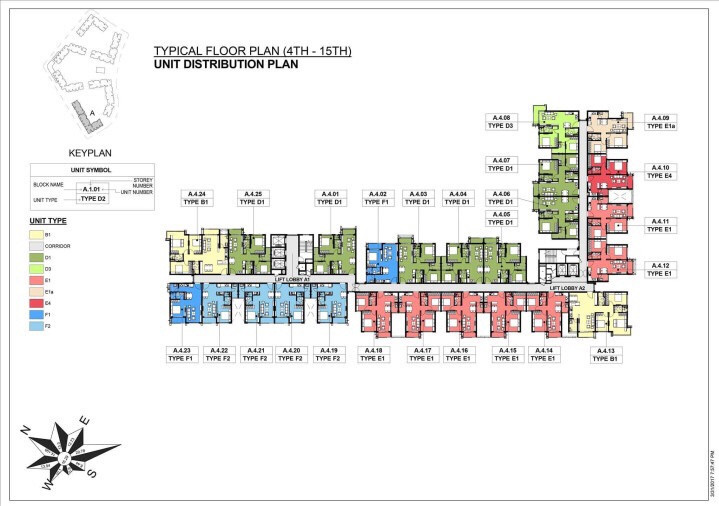 TYPICAL FLOOR PLAN (4TH - 15TH)
UNIT DISTRIBUTION PLAN
A
KEYPLAN
UNIT SYMBOL
BLOCK NAME
A.1.01
STOREY
NUMBER
UNIT NUMBER
UNIT TYPE
TYPE D2
UNIT TYPE
B1
CORRIDOR
D1
D3
E1
E1a
E4
F1
F2
A.4.08
TYPE D3
A.4.09
TYPE E1a
A.4.07
TYPE D1
A.4.10
TYPE E4
A.4.06
TYPE D1
A.4.05
TYPE D1
A.4.11
TYPE E1
A.4.12
TYPE E1
A.4.24
TYPE B1
A.4.25
TYPE D1
A.4.01
TYPE D1
A.4.02
TYPE F1
A.4.03
TYPE D1
A.4.04
TYPE D1
LIFT LOBBY A1
LIFT LOBBY A2
A.4.23
TYPE F1
A.4.22
TYPE F2
A.4.21
TYPE F2
A.4.20
TYPE F2
A.4.19
TYPE F2
A.4.18
TYPE E1
A.4.17
TYPE E1
A.4.16
TYPE E1
A.4.15
TYPE E1
A.4.14
TYPE E1
A.4.13
TYPE B1
N
E
S
W
3/31/2017 7:57:47 PM